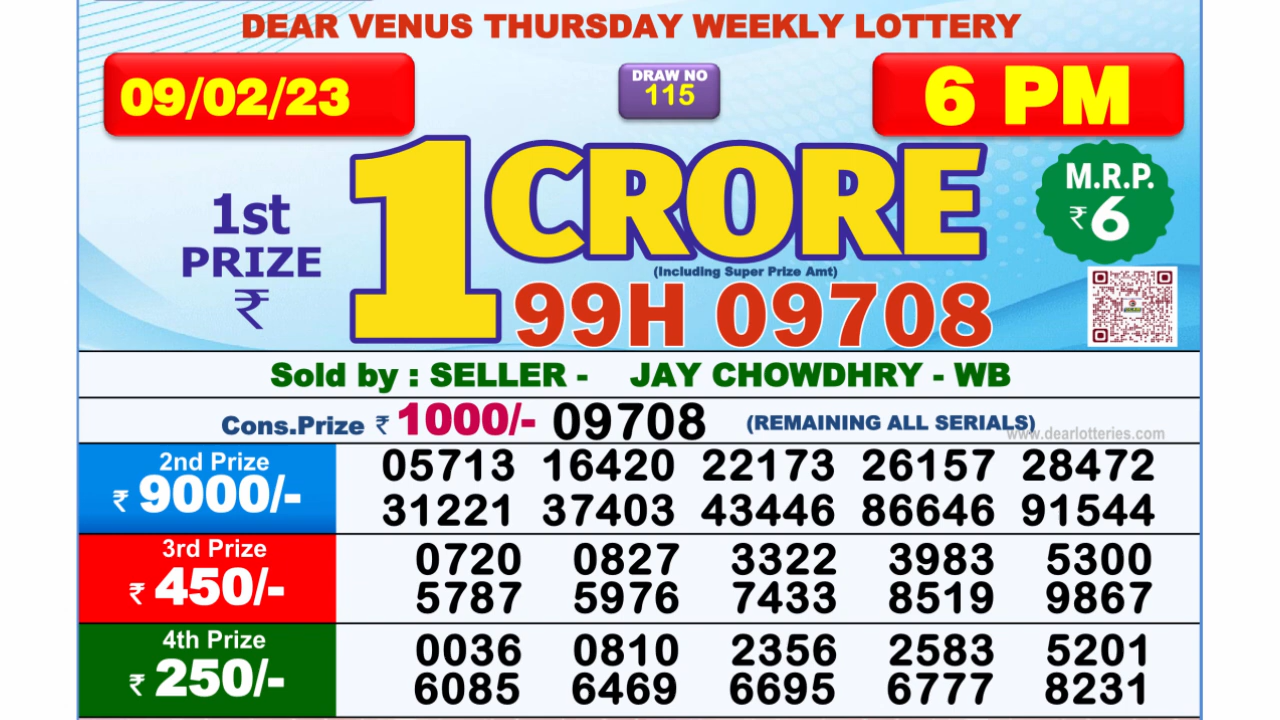 DEAR VENUS THURSDAY WEEKLY LOTTERY
09/02/23
DRAW NO
115
6 PM
1st
PRIZE
₹
1 CRORE
(Including Super Prize Amt)
99H 09708
M.R.P.
₹6
Sold by : SELLER - JAY CHOWDHRY - WB
Cons.Prize ₹ 1000/- 09708 (REMAINING ALL SERIALS)
www.dearlotteries.com
2nd Prize
₹ 9000/-
05713 16420 22173 26157 28472
31221 37403 43446 86646 91544
3rd Prize
₹ 450/-
0720 0827 3322 3983 5300
5787 5976 7433 8519 9867
4th Prize
₹ 250/-
0036 0810 2356 2583 5201
6085 6469 6695 6777 8231